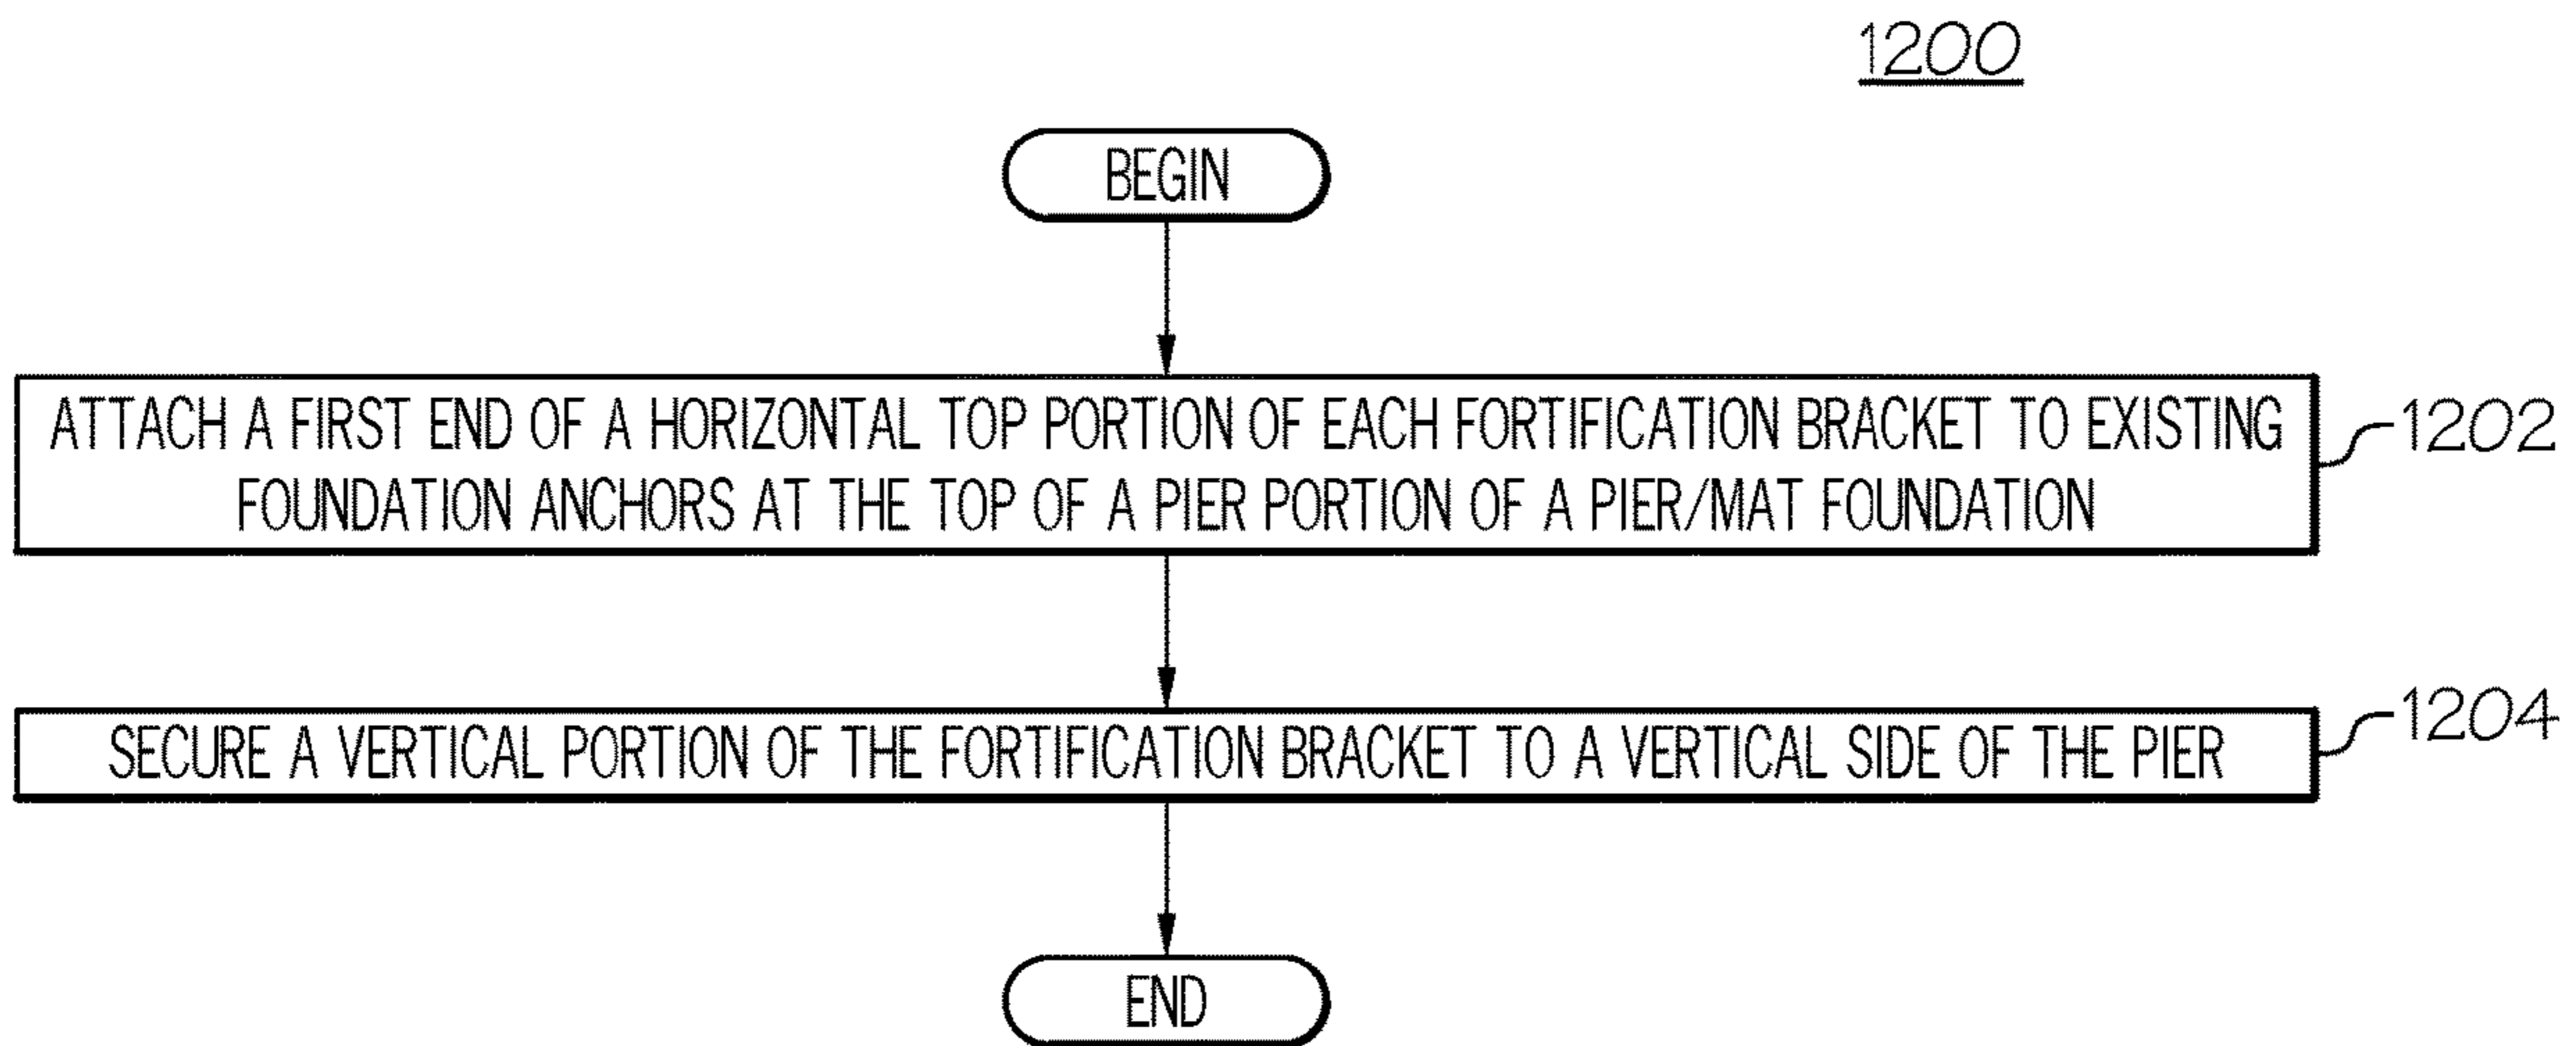 1200
BEGIN
ATTACH A FIRST END OF A HORIZONTAL TOP PORTION OF EACH FORTIFICATION BRACKET TO EXISTING
FOUNDATION ANCHORS AT THE TOP OF A PIER PORTION OF A PIER/MAT FOUNDATION
1202
SECURE A VERTICAL PORTION OF THE FORTIFICATION BRACKET TO A VERTICAL SIDE OF THE PIER
1204
END